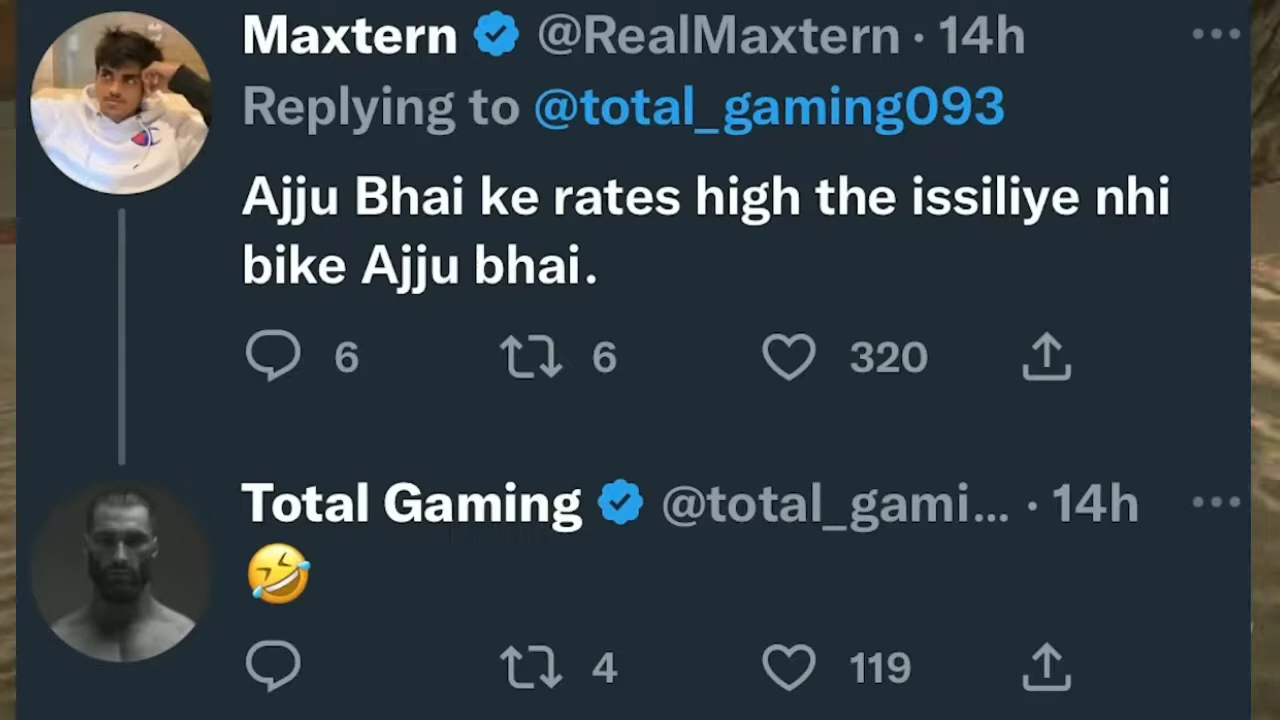 Maxtern @RealMaxtern · 14h
Replying to @total_gaming093
Ajju Bhai ke rates high the issiliye nhi
bike Ajju bhai.
6 6 320
Total Gaming @total_gami... · 14h
🤣
4 119